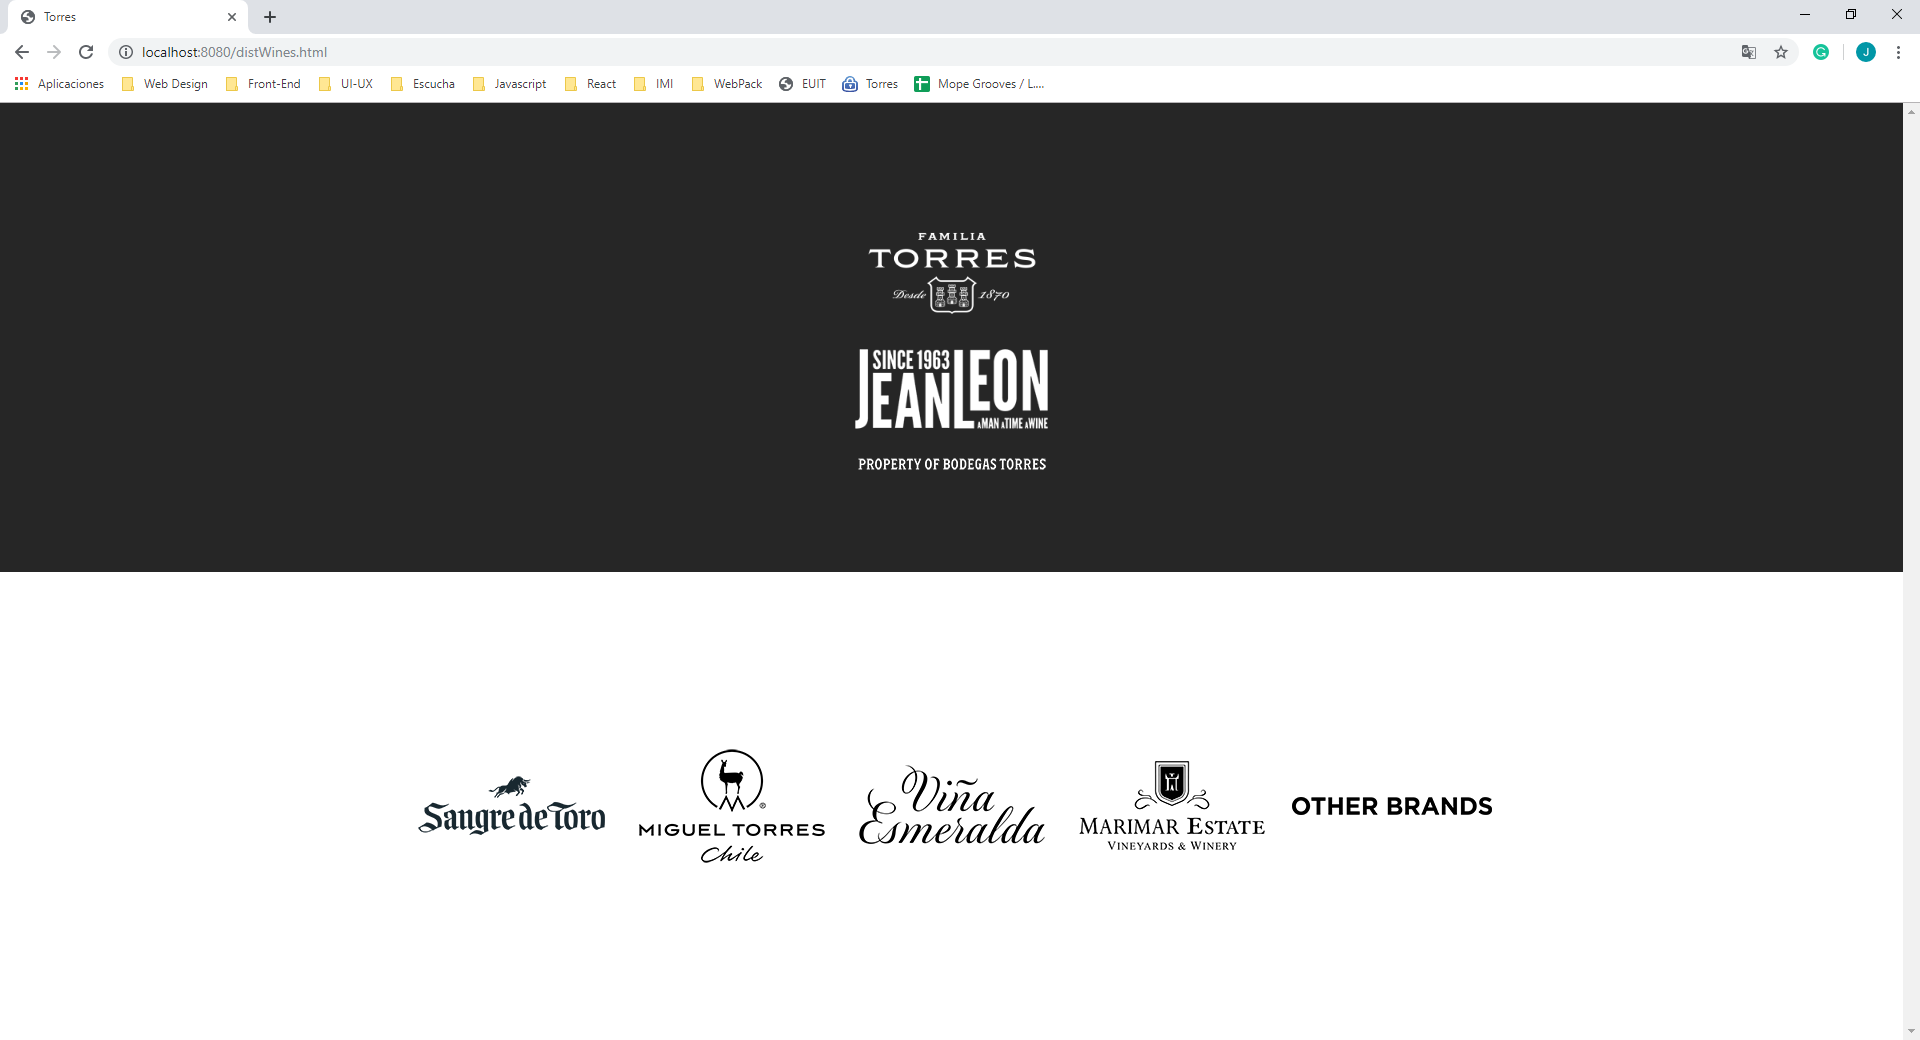 Torres
localhost:8080/distWines.html
J
Aplicaciones Web Design Front-End UI-UX Escucha Javascript React IMI WebPack EUIT Torres Mope Grooves / L....
FAMILIA
TORRES
Desde 1870
SINCE 1963
JEANLEON
A MAN A TIME A WINE
PROPERTY OF BODEGAS TORRES
Sangre de Toro
MIGUEL TORRES
Chile
Viña
Esmeralda
MARIMAR ESTATE
VINEYARDS & WINERY
OTHER BRANDS